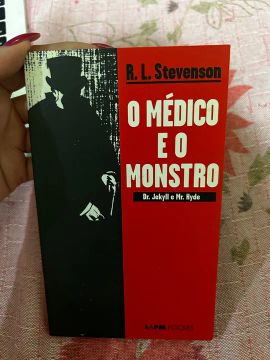 R. L. Stevenson
O MÉDICO
E O
MONSTRO
Dr. Jekyll e Mr. Hyde
L&PM POCKET